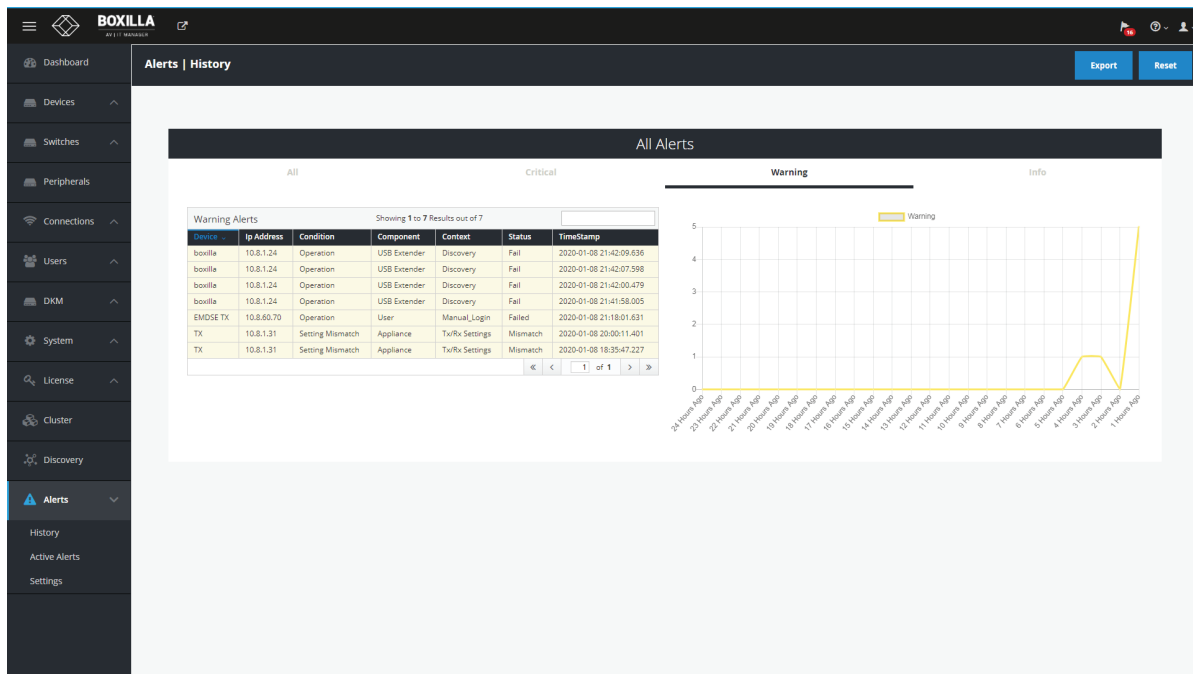 BOXILLA
AV | IT MANAGER
16
Dashboard
Alerts | History
Export
Reset
Devices
Switches
Peripherals
Connections
Users
DKM
System
License
Cluster
Discovery
Alerts
History
Active Alerts
Settings
All Alerts
All
Critical
Warning
Info
Warning Alerts
Showing 1 to 7 Results out of 7
Device Ip Address Condition Component Context Status TimeStamp
boxilla 10.8.1.24 Operation USB Extender Discovery Fail 2020-01-08 21:42:09.636
boxilla 10.8.1.24 Operation USB Extender Discovery Fail 2020-01-08 21:42:07.598
boxilla 10.8.1.24 Operation USB Extender Discovery Fail 2020-01-08 21:42:00.479
boxilla 10.8.1.24 Operation USB Extender Discovery Fail 2020-01-08 21:41:58.005
EMDSE TX 10.8.60.70 Operation User Manual_Login Failed 2020-01-08 21:18:01.631
TX 10.8.1.31 Setting Mismatch Appliance Tx/Rx Settings Mismatch 2020-01-08 20:00:11.401
TX 10.8.1.31 Setting Mismatch Appliance Tx/Rx Settings Mismatch 2020-01-08 18:35:47.227
« < 1 of 1 > »
Warning
5
4
3
2
1
0
24 Hours Ago
23 Hours Ago
22 Hours Ago
21 Hours Ago
20 Hours Ago
19 Hours Ago
18 Hours Ago
17 Hours Ago
16 Hours Ago
15 Hours Ago
14 Hours Ago
13 Hours Ago
12 Hours Ago
11 Hours Ago
10 Hours Ago
9 Hours Ago
8 Hours Ago
7 Hours Ago
6 Hours Ago
5 Hours Ago
4 Hours Ago
3 Hours Ago
2 Hours Ago
1 Hours Ago